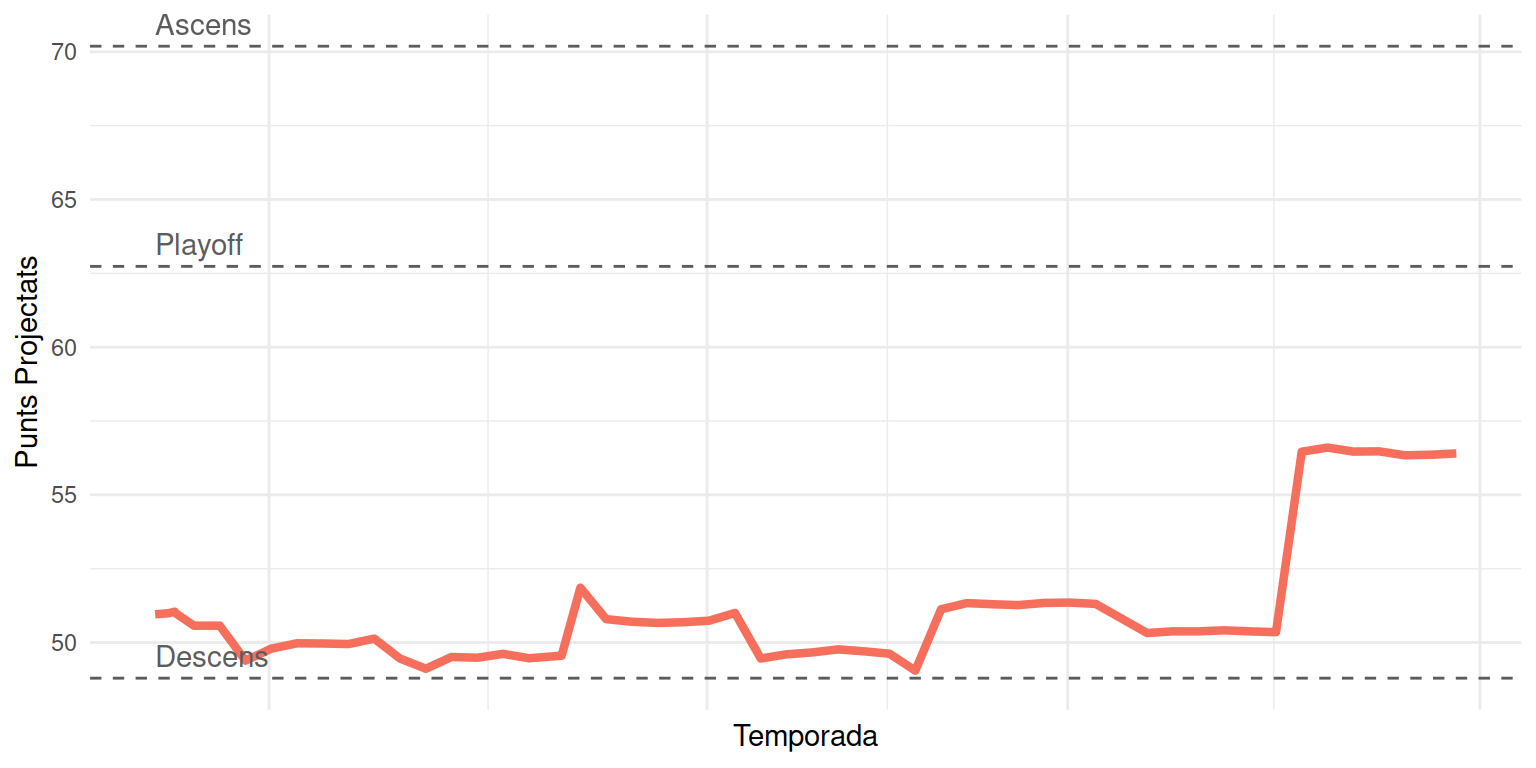 Ascens
70
65
Playoff
60
Punts Projectats
55
50
Descens
Temporada